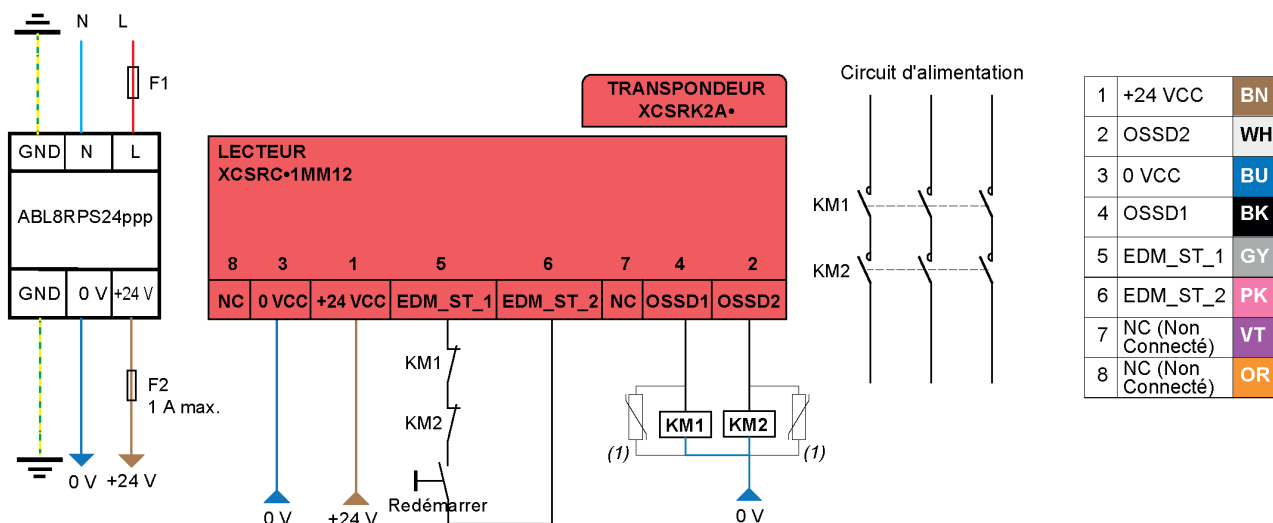 N L
F1
GND N L
ABL8RPS24ppp
GND 0 V +24 V
F2
1 A max.
0 V +24 V
TRANSPONDEUR
XCSRK2A•
LECTEUR
XCSRC•1MM12
8 3 1 5 6 7 4 2
NC 0 VCC +24 VCC EDM_ST_1 EDM_ST_2 NC OSSD1 OSSD2
KM1
KM2
Redémarrer
0 V +24 V
KM1 KM2
(1) (1)
0 V
Circuit d'alimentation
KM1
KM2
1 +24 VCC BN
2 OSSD2 WH
3 0 VCC BU
4 OSSD1 BK
5 EDM_ST_1 GY
6 EDM_ST_2 PK
7 NC (Non
Connecté) VT
8 NC (Non
Connecté) OR